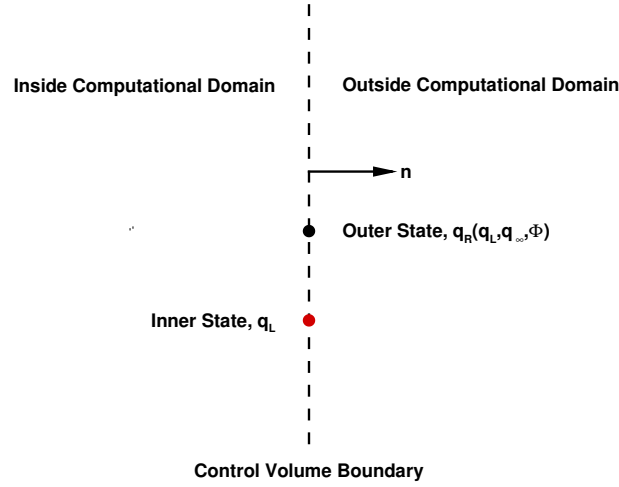 Inside Computational Domain
Outside Computational Domain
n
Outer State, q_R(q_L,q_∞,Φ)
Inner State, q_L
Control Volume Boundary